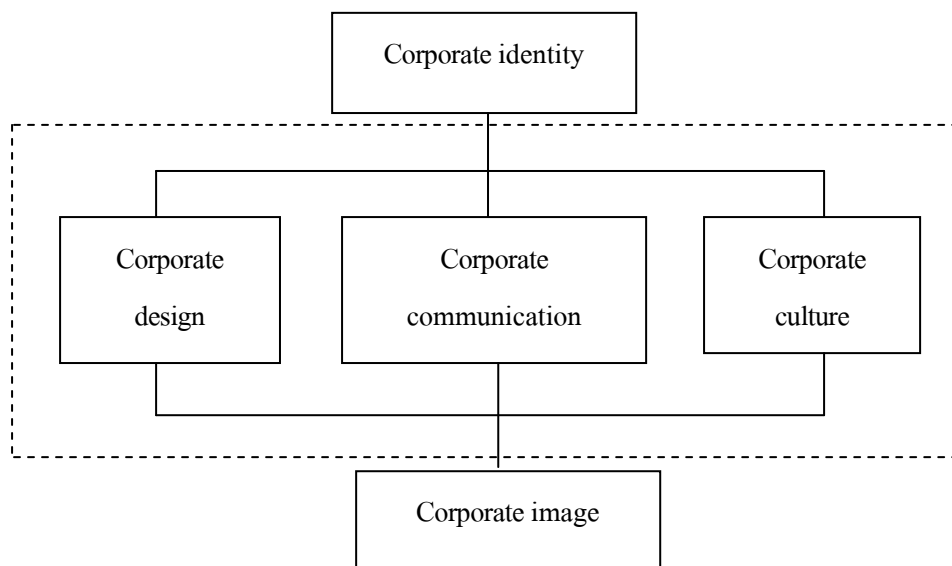 Corporate identity
Corporate
design
Corporate
communication
Corporate
culture
Corporate image